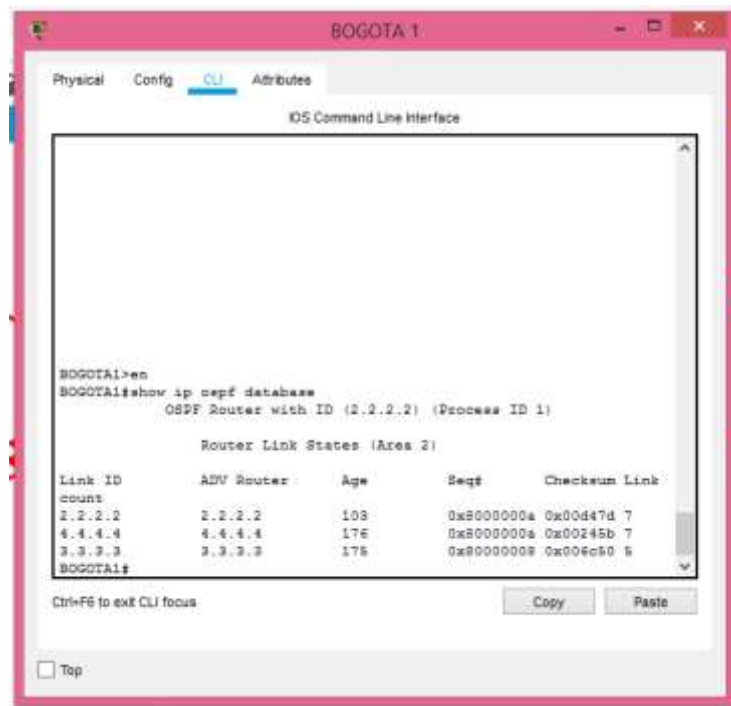 BOGOTA 1
Physical Config CLI Attributes
IOS Command Line Interface
BOGOTA1>en
BOGOTA1#show ip ospf database
OSPF Router with ID (2.2.2.2) (Process ID 1)
Router Link States (Area 2)
Link ID ADV Router Age Seq# Checksum Link
count
2.2.2.2 2.2.2.2 103 0x8000000a 0x00d47d 7
4.4.4.4 4.4.4.4 176 0x8000000a 0x00245b 7
3.3.3.3 3.3.3.3 175 0x80000008 0x006c50 5
BOGOTA1#
Ctrl+F6 to exit CLI focus
Copy Paste
Top